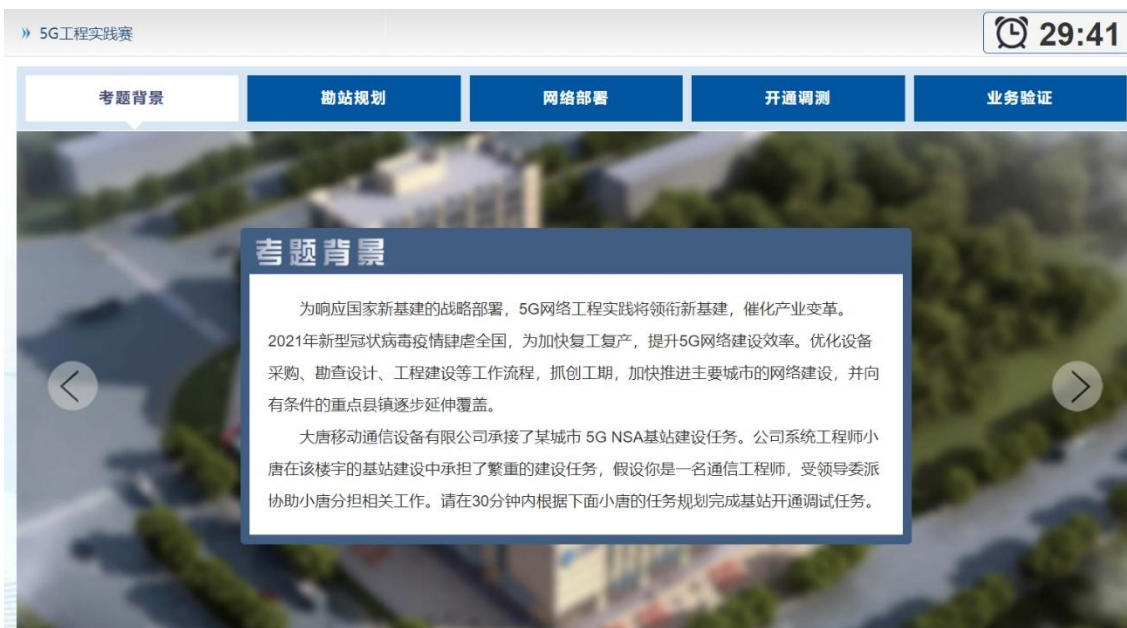 » 5G工程实践赛
29:41
考题背景 勘站规划 网络部署 开通调测 业务验证
考题背景
为响应国家新基建的战略部署，5G网络工程实践将领衔新基建，催化产业变革。
2021年新型冠状病毒疫情肆虐全国，为加快复工复产，提升5G网络建设效率。优化设备
采购、勘查设计、工程建设等工作流程，抓创工期，加快推进主要城市的网络建设，并向
有条件的重点县镇逐步延伸覆盖。
大唐移动通信设备有限公司承接了某城市 5G NSA基站建设任务。公司系统工程师小
唐在该楼宇的基站建设中承担了繁重的建设任务，假设你是一名通信工程师，受领导委派
协助小唐分担相关工作。请在30分钟内根据下面小唐的任务规划完成基站开通调试任务。